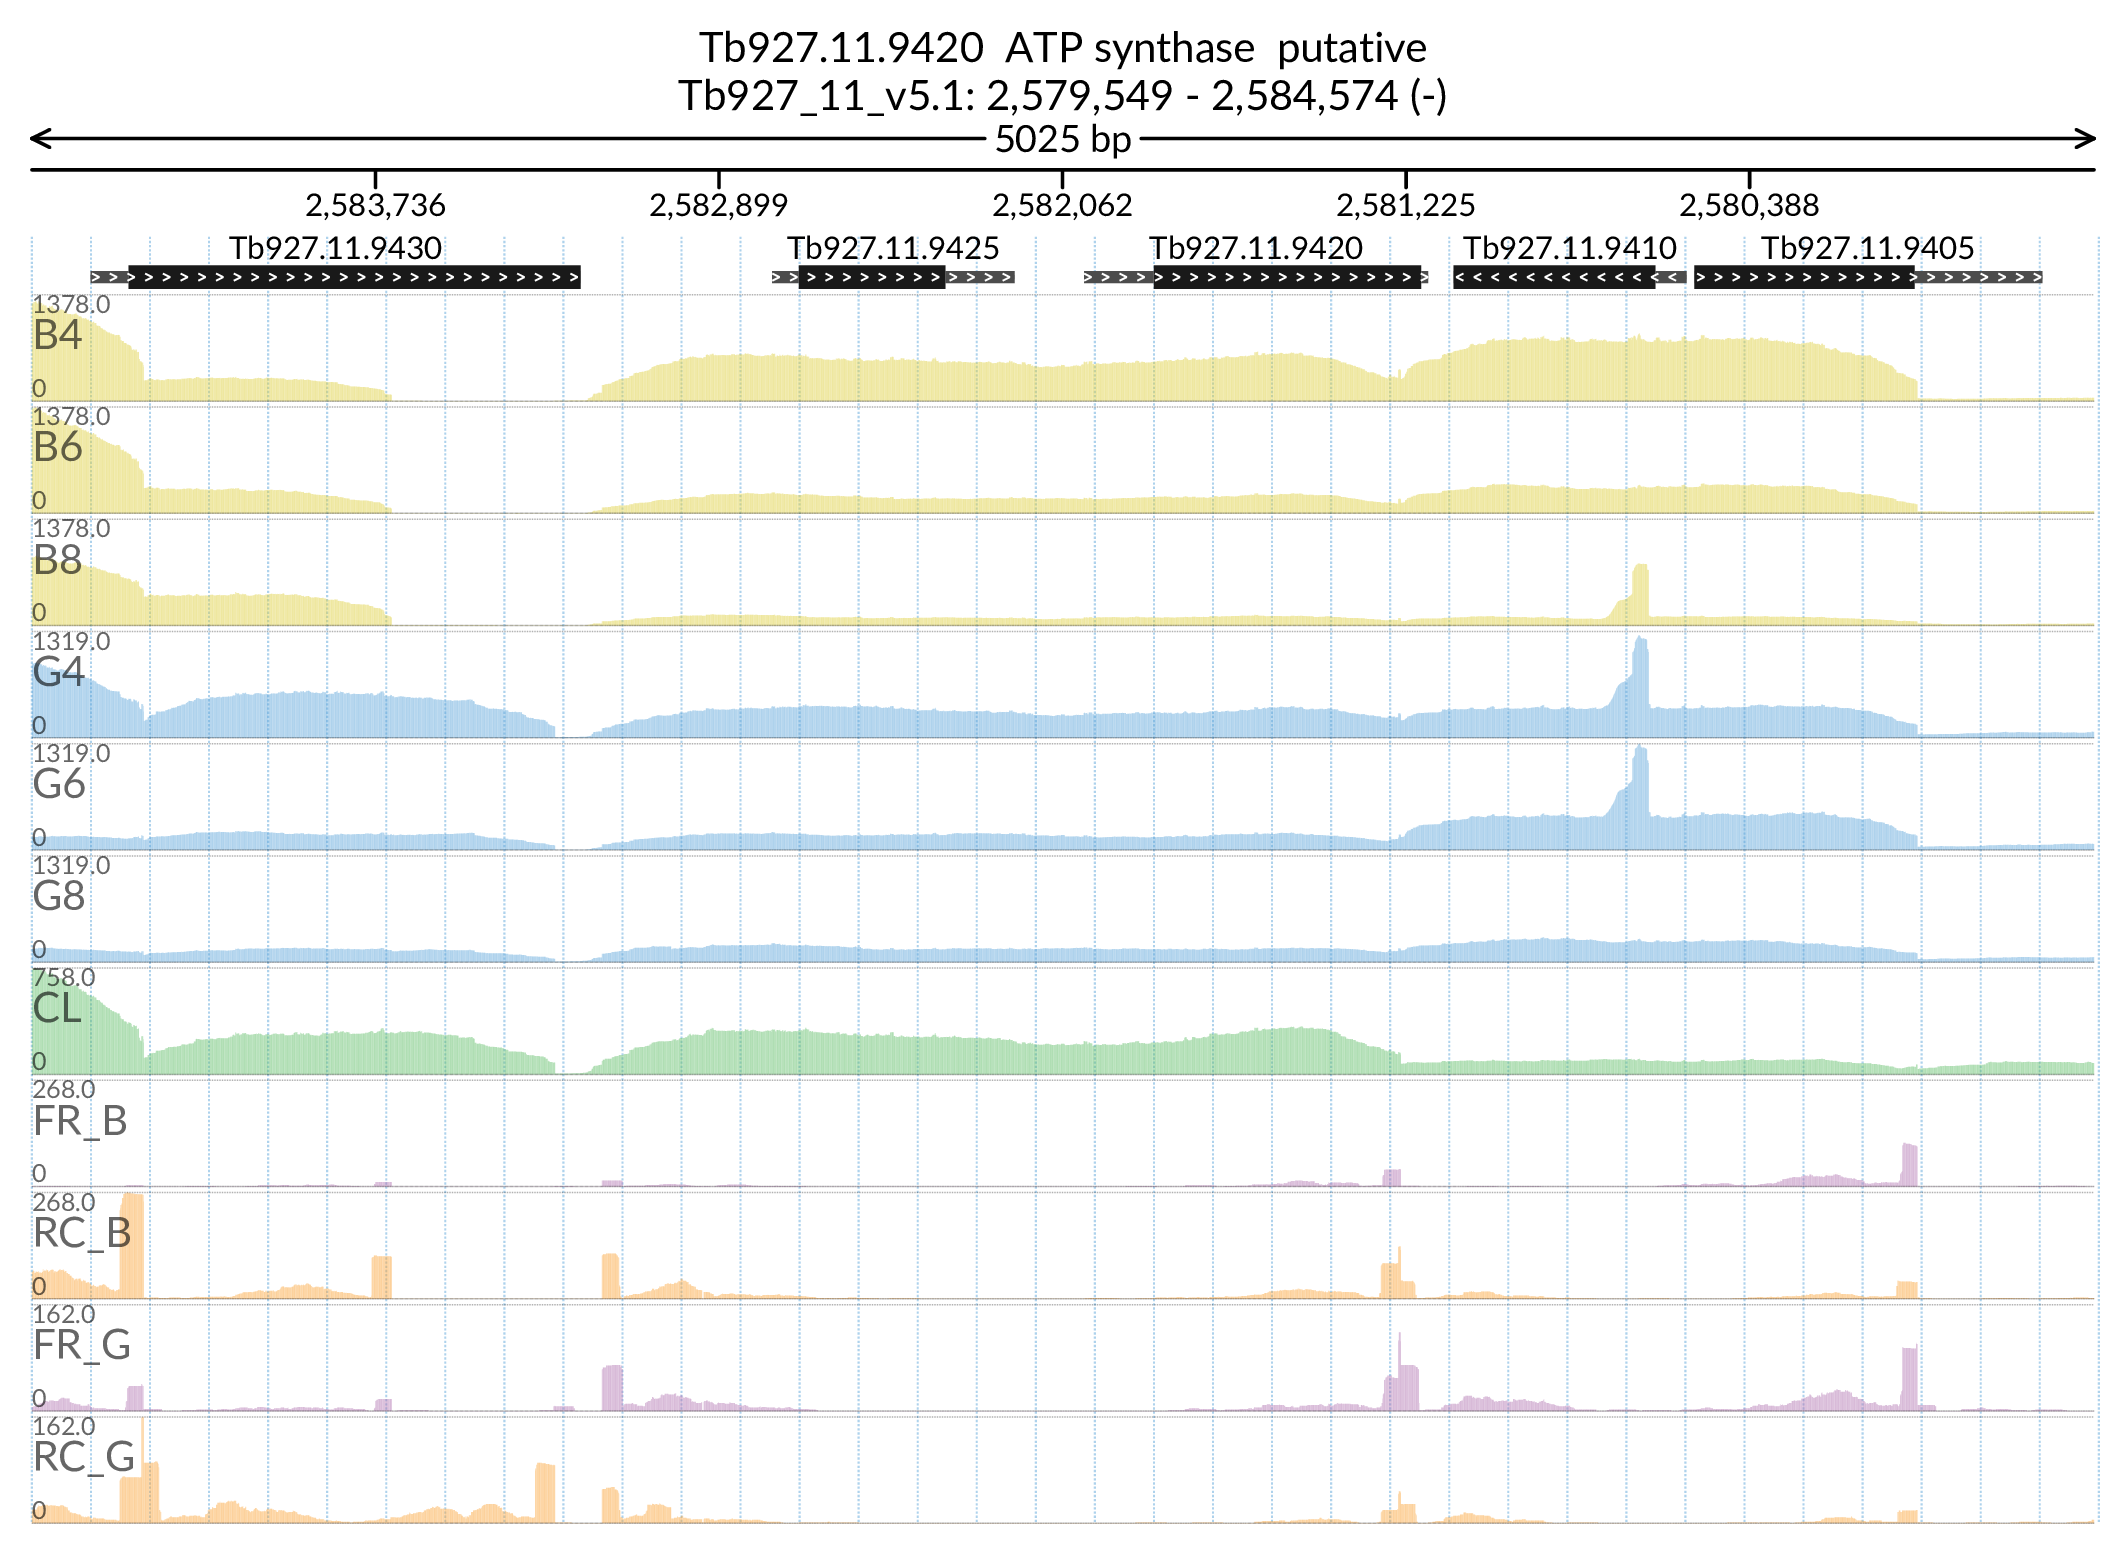 Tb927.11.9420 ATP synthase putative
Tb927_11_v5.1: 2,579,549 - 2,584,574 (-)
5025 bp
2,583,736 2,582,899 2,582,062 2,581,225 2,580,388
Tb927.11.9430 Tb927.11.9425 Tb927.11.9420 Tb927.11.9410 Tb927.11.9405
1378.0
B4
0
1378.0
B6
0
1378.0
B8
0
1319.0
G4
0
1319.0
G6
0
1319.0
G8
0
758.0
CL
0
268.0
FR_B
0
268.0
RC_B
0
162.0
FR_G
0
162.0
RC_G
0